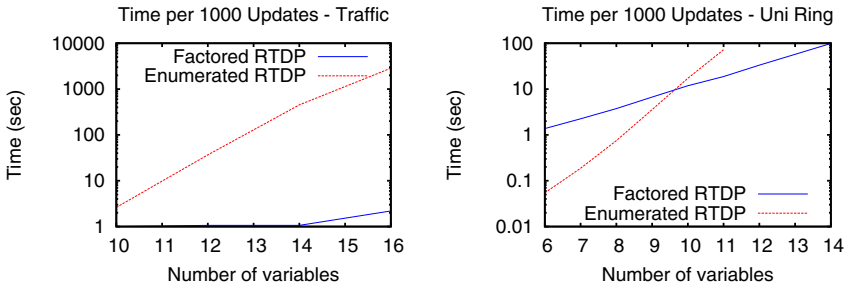 Time per 1000 Updates - Traffic
10000
1000
100
10
1
Time (sec)
Factored RTDP
Enumerated RTDP
10 11 12 13 14 15 16
Number of variables
Time per 1000 Updates - Uni Ring
100
10
1
0.1
0.01
Time (sec)
Factored RTDP
Enumerated RTDP
6 7 8 9 10 11 12 13 14
Number of variables